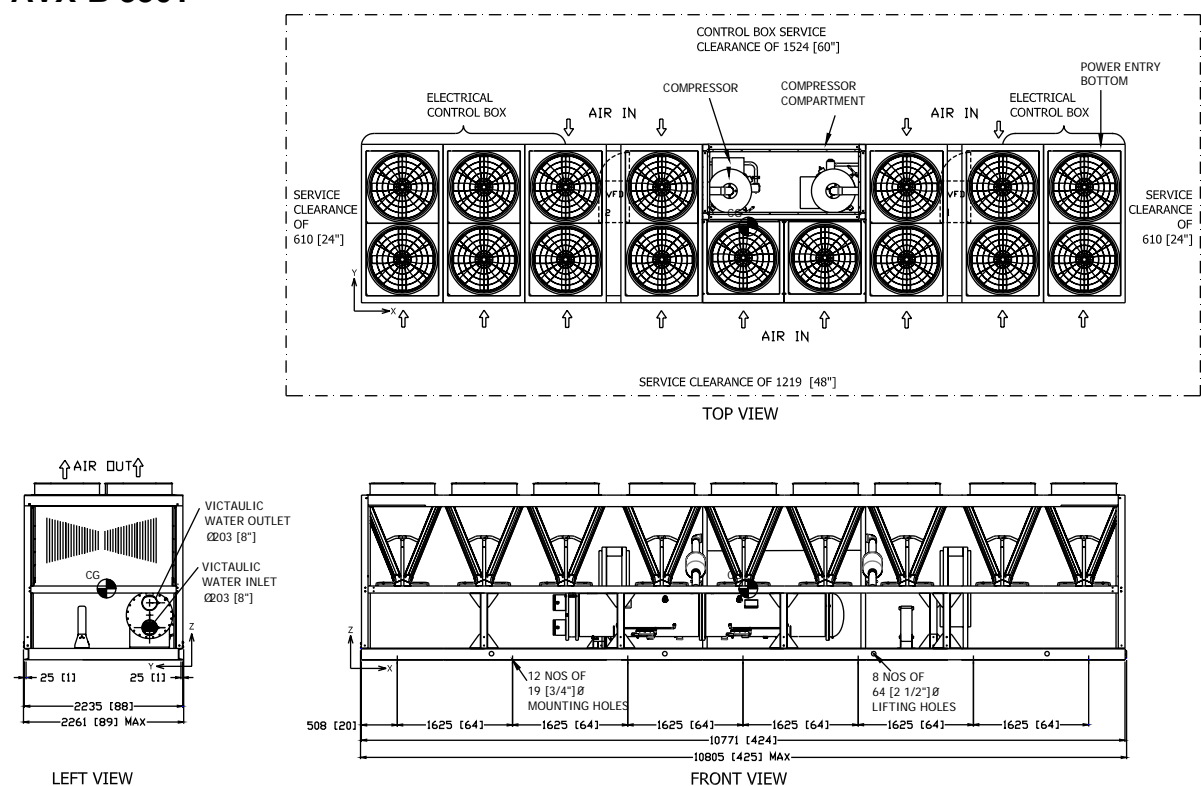 CONTROL BOX SERVICE
CLEARANCE OF 1524 [60"]
POWER ENTRY
BOTTOM
ELECTRICAL
CONTROL BOX
AIR IN
COMPRESSOR
COMPRESSOR
COMPARTMENT
AIR IN
ELECTRICAL
CONTROL BOX
SERVICE
CLEARANCE
OF
610 [24"]
VFD
2
CG
VFD
1
SERVICE
CLEARANCE
OF
610 [24"]
Y
X
AIR IN
SERVICE CLEARANCE OF 1219 [48"]
TOP VIEW
AIR OUT
VICTAULIC
WATER OUTLET
Ø203 [8"]
VICTAULIC
WATER INLET
Ø203 [8"]
CG
Z
Y
25 [1]
25 [1]
2235 [88]
2261 [89] MAX
LEFT VIEW
Z
X
12 NOS OF
19 [3/4"]Ø
MOUNTING HOLES
8 NOS OF
64 [2 1/2"]Ø
LIFTING HOLES
508 [20]
1625 [64]
1625 [64]
1625 [64]
1625 [64]
1625 [64]
1625 [64]
10771 [424]
10805 [425] MAX
FRONT VIEW